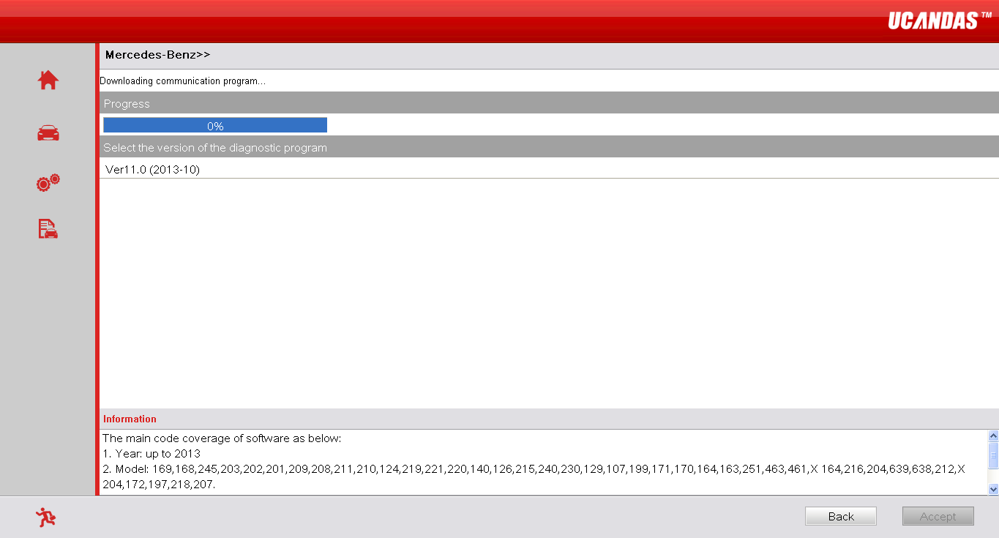 UCANDAS™
Mercedes-Benz>>
Downloading communication program...
Progress
0%
Select the version of the diagnostic program
Ver11.0 (2013-10)
Information
The main code coverage of software as below:
1. Year: up to 2013
2. Model: 169,168,245,203,202,201,209,208,211,210,124,219,221,220,140,126,215,240,230,129,107,199,171,170,164,163,251,463,461,X 164,216,204,639,638,212,X
204,172,197,218,207.
Back
Accept